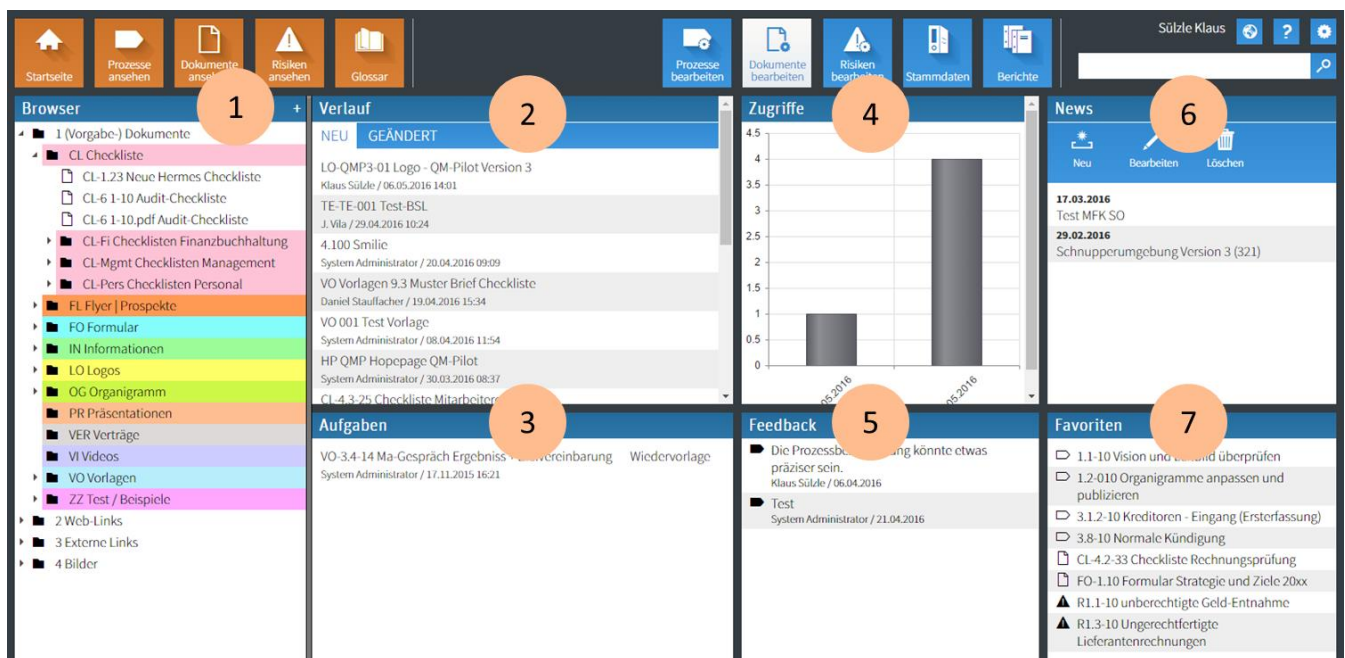 Startseite
Prozesse
ansehen
Dokumente
Risiken
ansehen
Glossar
Prozesse
bearbeiten
Dokumente
bearbeiten
Risiken
Stammdaten
Berichte
Sülzle Klaus
?
Browser
+
1
1 (Vorgabe-) Dokumente
CL Checkliste
CL-1.23 Neue Hermes Checkliste
CL-6 1-10 Audit-Checkliste
CL-6 1-10.pdf Audit-Checkliste
CL-Fi Checklisten Finanzbuchhaltung
CL-Mgmt Checklisten Management
CL-Pers Checklisten Personal
FL Flyer | Prospekte
FO Formular
IN Informationen
LO Logos
OG Organigramm
PR Präsentationen
VER Verträge
VI Videos
VO Vorlagen
ZZ Test / Beispiele
2 Web-Links
3 Externe Links
4 Bilder
Verlauf
2
NEU GEÄNDERT
LO-QMP3-01 Logo - QM-Pilot Version 3
Klaus Sülzle / 06.05.2016 14:01
TE-TE-001 Test-BSL
J. Vila / 29.04.2016 10:24
4.100 Smilie
System Administrator / 20.04.2016 09:09
VO Vorlagen 9.3 Muster Brief Checkliste
Daniel Stauffacher / 19.04.2016 15:34
VO 001 Test Vorlage
System Administrator / 08.04.2016 11:54
HP QMP Hopepage QM-Pilot
System Administrator / 30.03.2016 08:37
CL-4.3-25 Checkliste
Aufgaben
3
VO-3.4-14 Ma-Gespräch Ergebniss Wiedervorlage
System Administrator / 17.11.2015 16:21
Zugriffe
4
4.5
4
3.5
3
2.5
2
1.5
1
0.5
0
05.2016
05.2016
Feedback
5
Die könnte etwas
präziser sein.
Klaus Sülzle / 06.04.2016
Test
System Administrator / 21.04.2016
News
6
Neu
Bearbeiten
Löschen
17.03.2016
Test MFK SO
29.02.2016
Schnupperumgebung Version 3 (321)
Favoriten
7
1.1-10 Vision und überprüfen
1.2-010 Organigramme anpassen und
publizieren
3.1.2-10 Kreditoren - Eingang (Ersterfassung)
3.8-10 Normale Kündigung
CL-4.2-33 Checkliste Rechnungsprüfung
FO-1.10 Formular Strategie und Ziele 20xx
R1.1-10 unberechtigte Geld-Entnahme
R1.3-10 Ungerechtfertigte
Lieferantenrechnungen